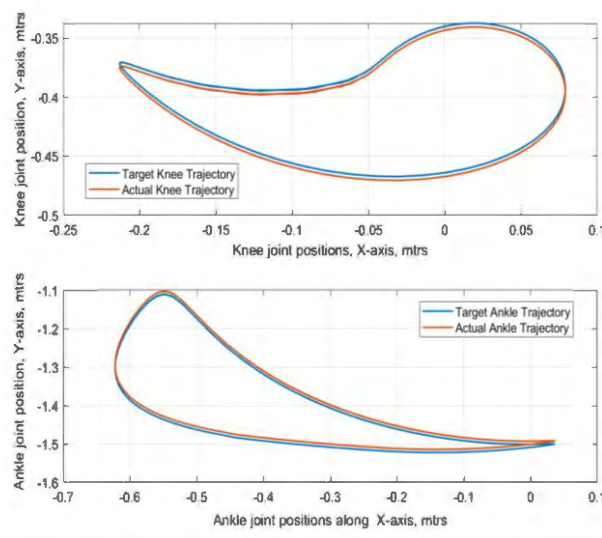 Knee joint position, Y-axis, mtrs
-0.35
-0.4
-0.45
-0.5
Target Knee Trajectory
Actual Knee Trajectory
-0.25 -0.2 -0.15 -0.1 -0.05 0 0.05 0.1
Knee joint positions, X-axis, mtrs
Ankle joint position, Y-axis, mtrs
-1.1
-1.2
-1.3
-1.4
-1.5
-1.6
Target Ankle Trajectory
Actual Ankle Trajectory
-0.7 -0.6 -0.5 -0.4 -0.3 -0.2 -0.1 0 0.1
Ankle joint positions along X-axis, mtrs